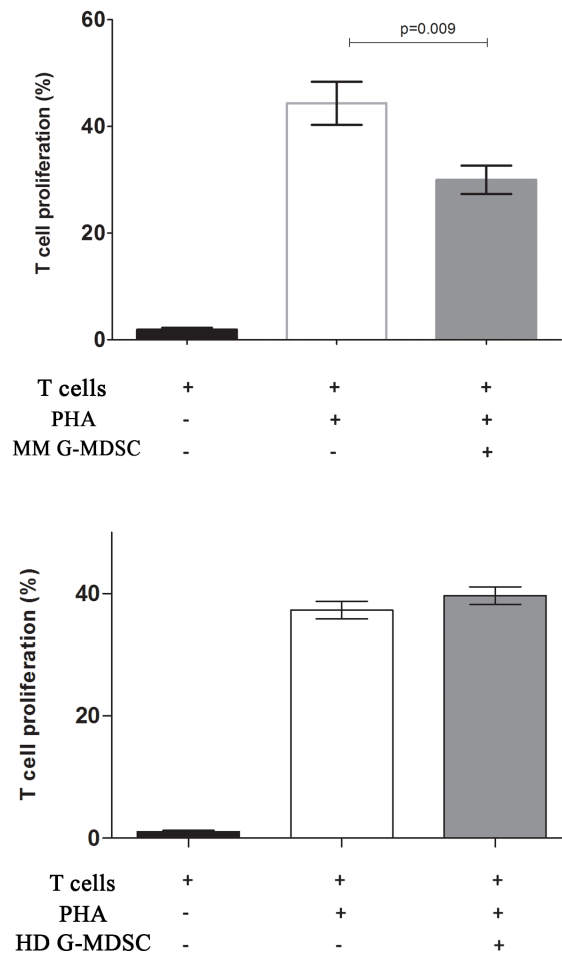 60
p=0.009
40
20
0
T cell proliferation (%)
T cells + + +
PHA - + +
MM G-MDSC - - +
40
20
0
T cell proliferation (%)
T cells + + +
PHA - + +
HD G-MDSC - - +